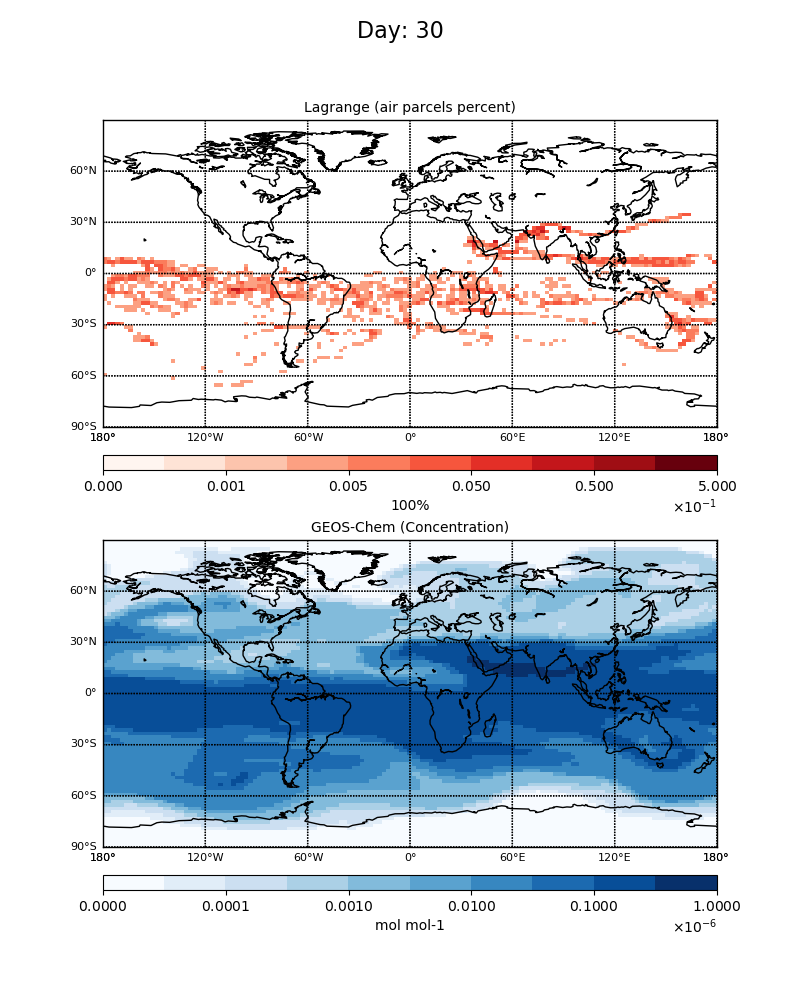 Day: 30
Lagrange (air parcels percent)
60°N
30°N
0°
30°S
60°S
90°S
180° 120°W 60°W 0° 60°E 120°E 180°
0.000 0.001 0.005 0.050 0.500 5.000
100% ×10⁻¹
GEOS-Chem (Concentration)
60°N
30°N
0°
30°S
60°S
90°S
180° 120°W 60°W 0° 60°E 120°E 180°
0.0000 0.0001 0.0010 0.0100 0.1000 1.0000
mol mol-1 ×10⁻⁶